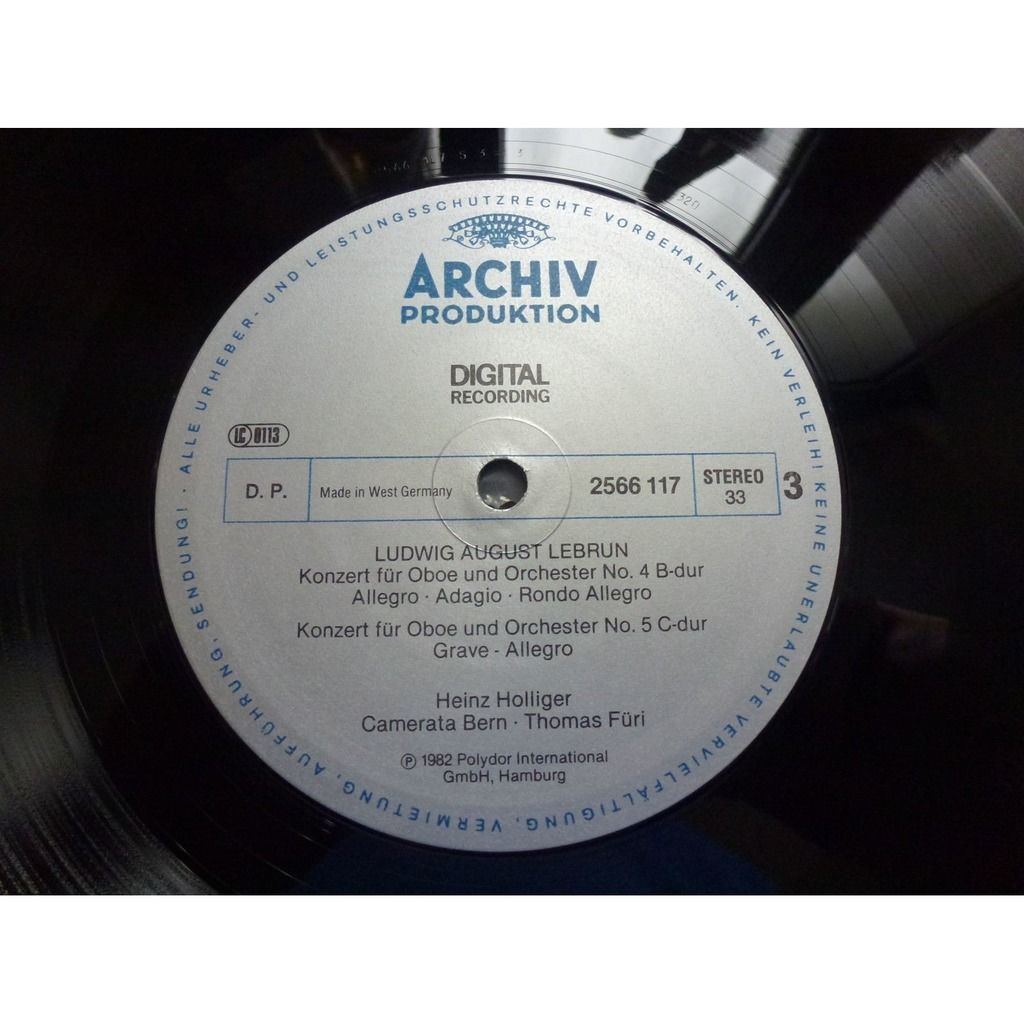 ALLE URHEBER- UND LEISTUNGSSCHUTZRECHTE VORBEHALTEN. KEIN VERLEIH! KEINE UNERLAUBTE VERVIELFÄLTIGUNG, VERMIETUNG, AUFFÜHRUNG, SENDUNG! ·
ARCHIV
PRODUKTION
DIGITAL
RECORDING
LC 0113
D. P. Made in West Germany 2566 117 STEREO 33 3
LUDWIG AUGUST LEBRUN
Konzert für Oboe und Orchester No. 4 B-dur
Allegro · Adagio · Rondo Allegro
Konzert für Oboe und Orchester No. 5 C-dur
Grave - Allegro
Heinz Holliger
Camerata Bern · Thomas Füri
℗ 1982 Polydor International
GmbH, Hamburg
320